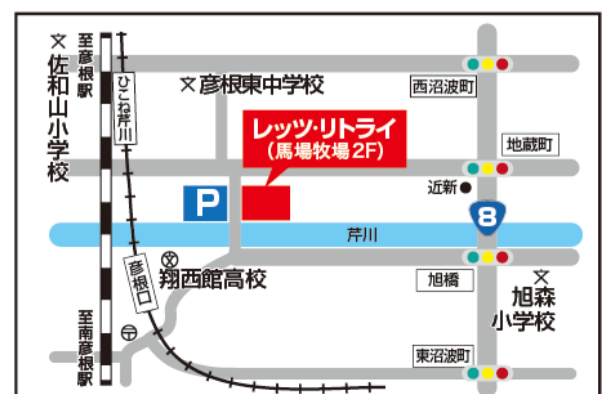 至彦根駅
佐和山小学校
ひこね芹川
彦根東中学校
西沼波町
レッツ・リトライ
(馬場牧場2F)
地蔵町
近新
P
8
芹川
翔西館高校
彦根口
旭橋
旭森
小学校
至南彦根駅
東沼波町